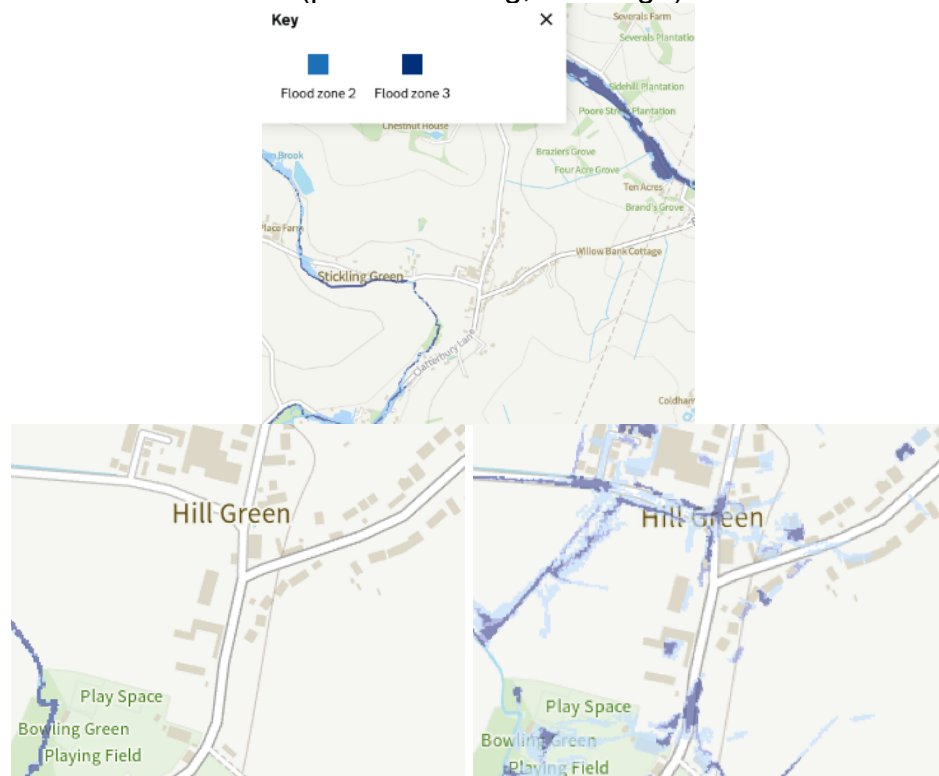 Key
Flood zone 2 Flood zone 3
Severals Farm
Severals Plantatio
Sidehill Plantation
Poore Street Plantation
Chestnut House
Braziers Grove
Four Acre Grove
Brook
Ten Acres
Brand's Grove
Place Farm
Willow Bank Cottage
Stickling Green
Clatterbury Lane
Coldham
Hill Green
Play Space
Bowling Green
Playing Field
Hill Green
Play Space
Bowling Green
Playing Field